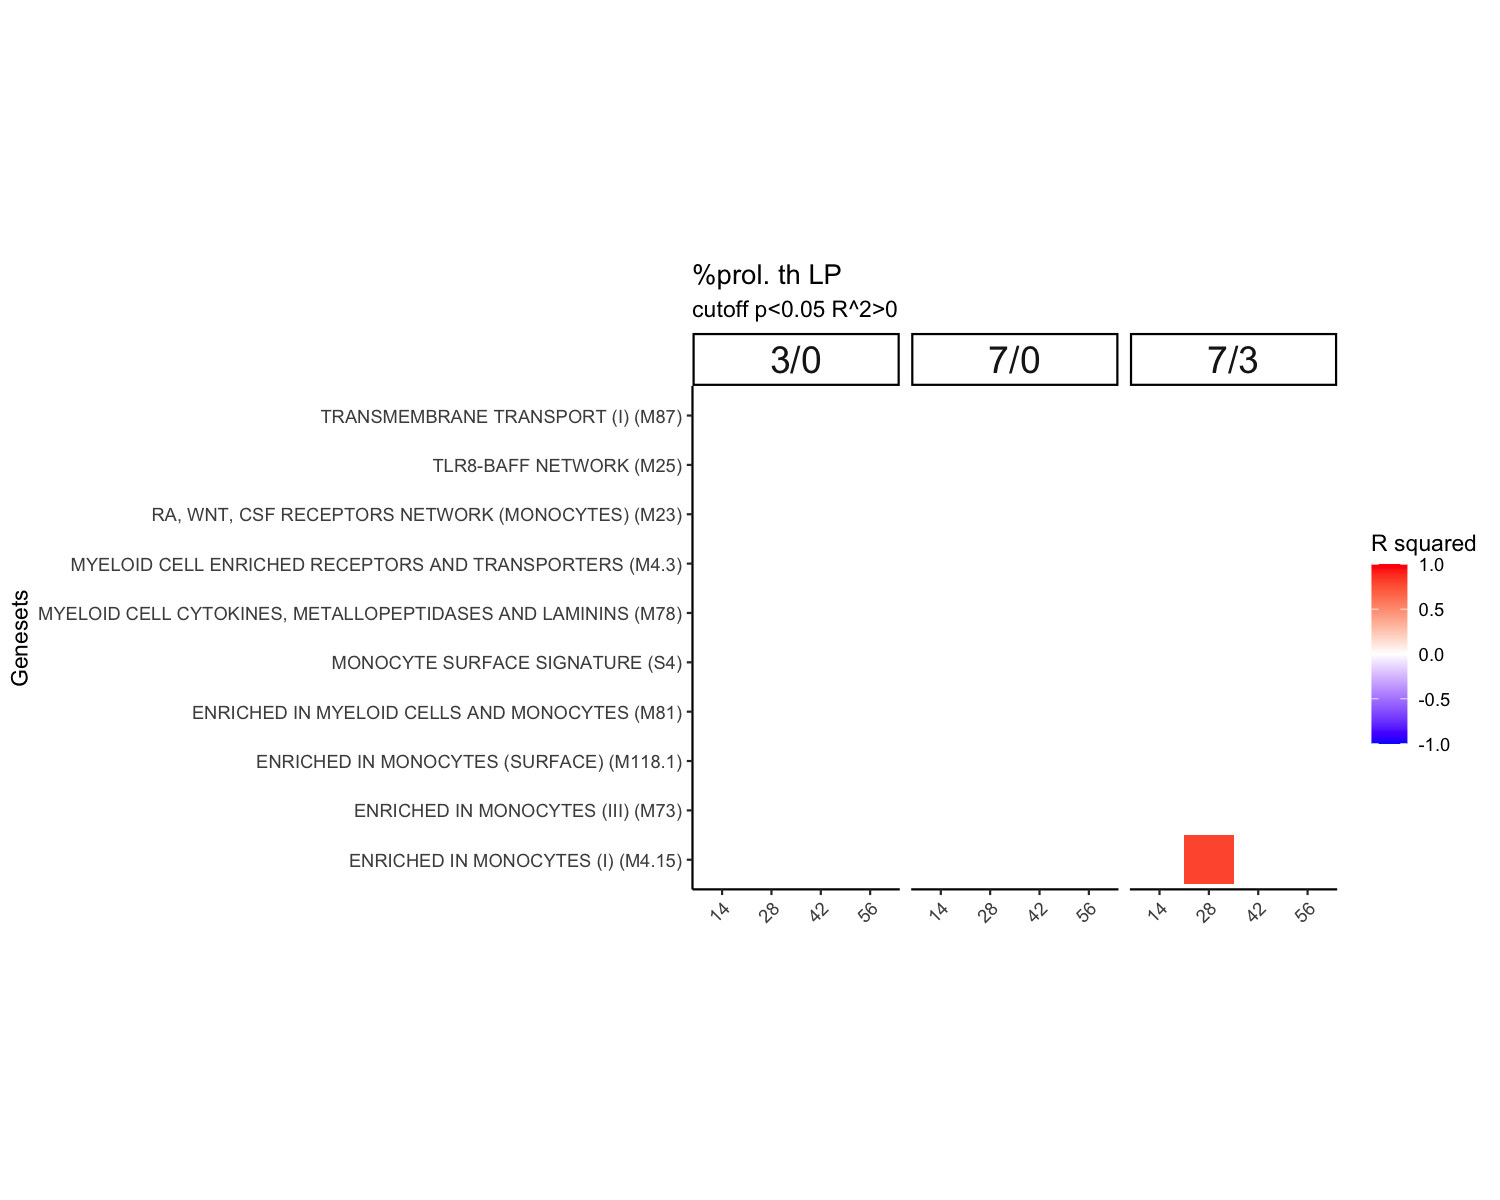 %prol. th LP
cutoff p<0.05 R^2>0
3/0 7/0 7/3
TRANSMEMBRANE TRANSPORT (I) (M87)
TLR8-BAFF NETWORK (M25)
RA, WNT, CSF RECEPTORS NETWORK (MONOCYTES) (M23)
MYELOID CELL ENRICHED RECEPTORS AND TRANSPORTERS (M4.3)
MYELOID CELL CYTOKINES, METALLOPEPTIDASES AND LAMININS (M78)
MONOCYTE SURFACE SIGNATURE (S4)
ENRICHED IN MYELOID CELLS AND MONOCYTES (M81)
ENRICHED IN MONOCYTES (SURFACE) (M118.1)
ENRICHED IN MONOCYTES (III) (M73)
ENRICHED IN MONOCYTES (I) (M4.15)
Genesets
14 28 42 56 14 28 42 56 14 28 42 56
R squared
1.0
0.5
0.0
-0.5
-1.0